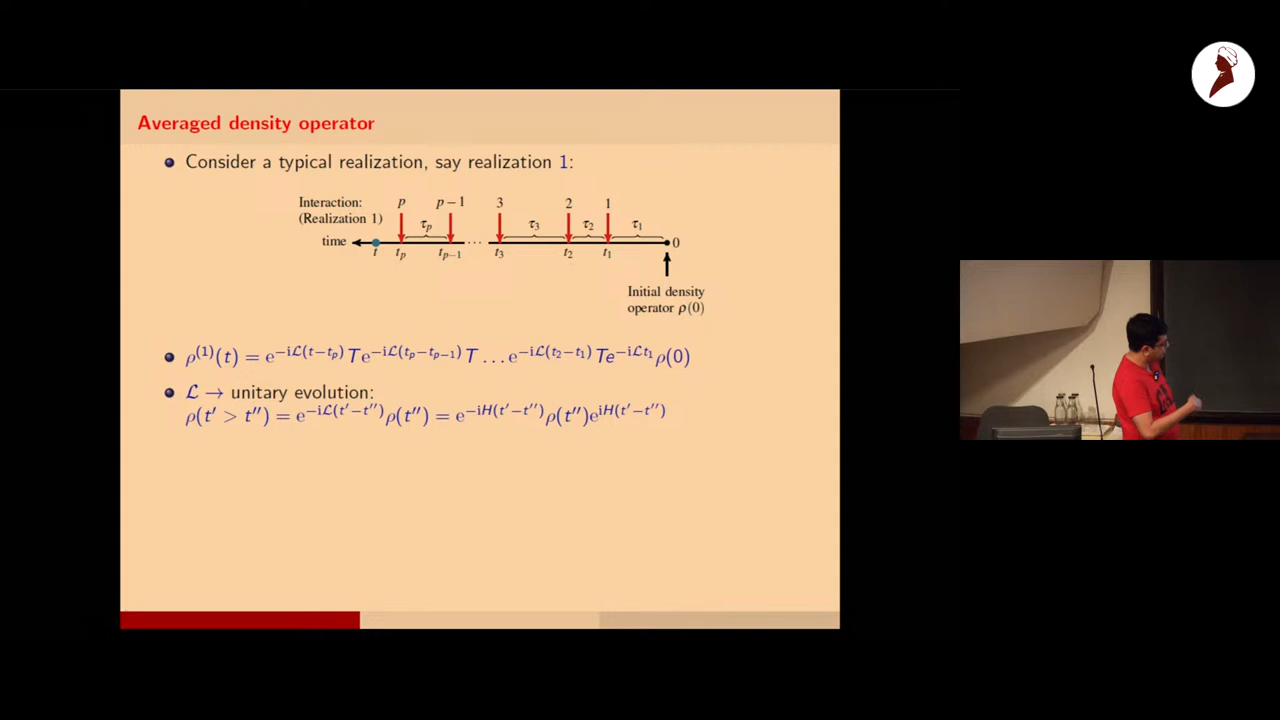 Averaged density operator
Consider a typical realization, say realization 1:
Interaction: p p−1 3 2 1
(Realization 1) τₚ τ₃ τ₂ τ₁
time ··· 0
t tₚ tₚ₋₁ t₃ t₂ t₁
Initial density
operator ρ(0)
ρ⁽¹⁾(t) = e^{−iℒ(t−tₚ)} T e^{−iℒ(tₚ−tₚ₋₁)} T … e^{−iℒ(t₂−t₁)} T e^{−iℒt₁} ρ(0)
ℒ → unitary evolution:
ρ(t′ > t″) = e^{−iℒ(t′−t″)} ρ(t″) = e^{−iH(t′−t″)} ρ(t″) e^{iH(t′−t″)}